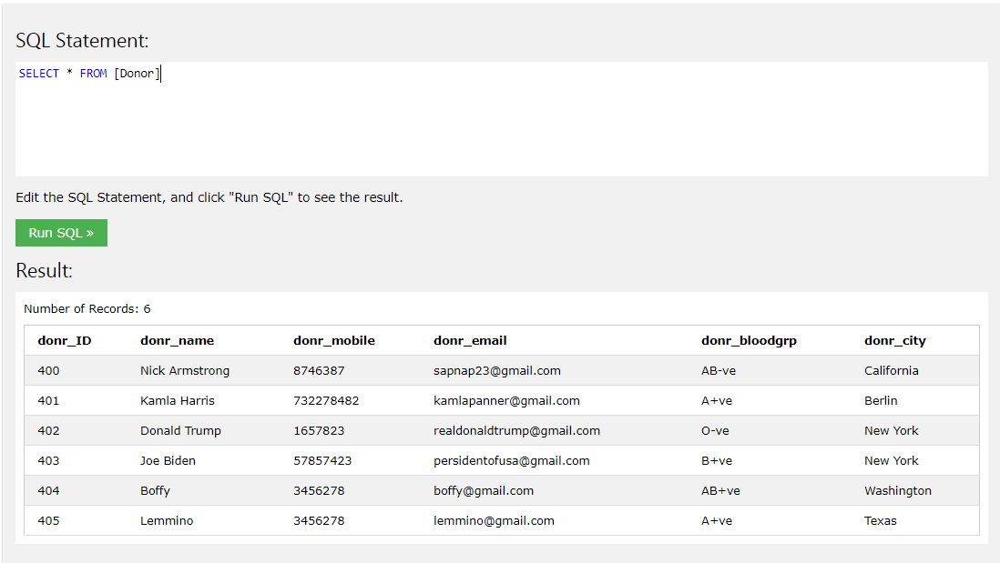 SQL Statement:
SELECT * FROM [Donor]
Edit the SQL Statement, and click "Run SQL" to see the result.
Run SQL »
Result:
Number of Records: 6
donr_ID donr_name donr_mobile donr_email donr_bloodgrp donr_city
400 Nick Armstrong 8746387 sapnap23@gmail.com AB-ve California
401 Kamla Harris 732278482 kamlapanner@gmail.com A+ve Berlin
402 Donald Trump 1657823 realdonaldtrump@gmail.com O-ve New York
403 Joe Biden 57857423 persidentofusa@gmail.com B+ve New York
404 Boffy 3456278 boffy@gmail.com AB+ve Washington
405 Lemmino 3456278 lemmino@gmail.com A+ve Texas